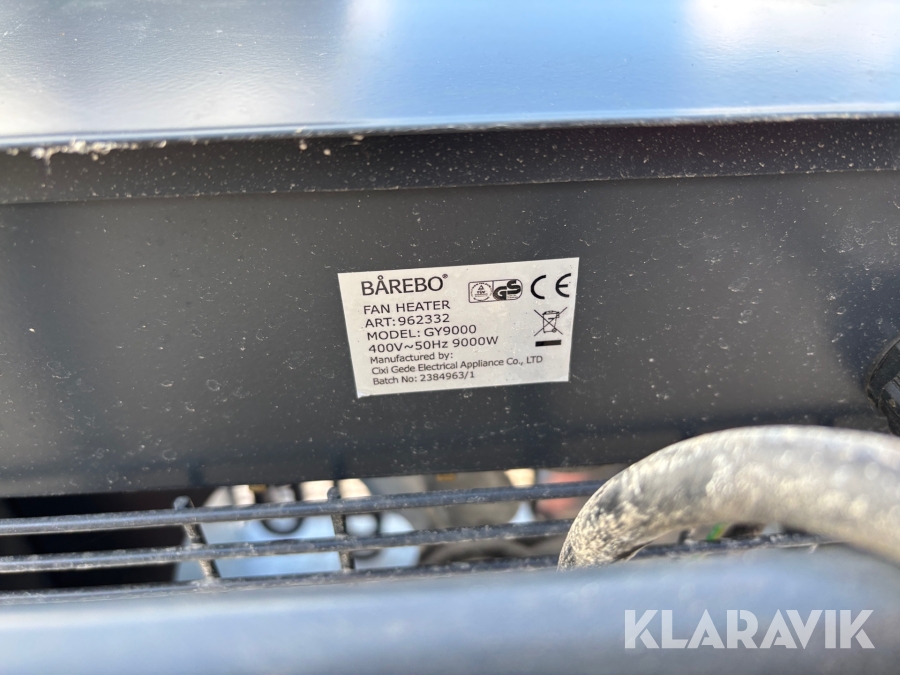 BÅREBO®
FAN HEATER
ART: 962332
MODEL: GY9000
400V~50Hz 9000W
Manufactured by:
Cixi Gede Electrical Appliance Co., LTD
Batch No: 2384963/1
GS
CE
KLARAVIK